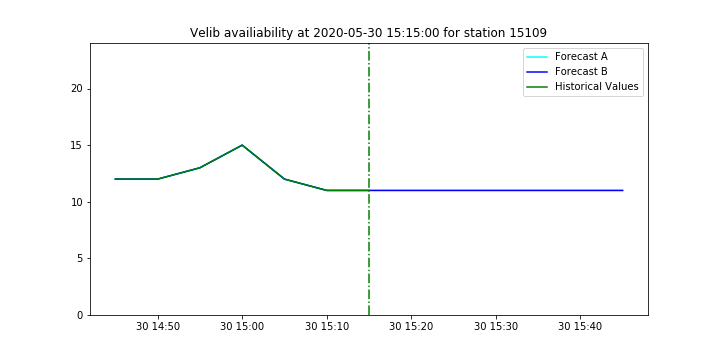 Velib availiability at 2020-05-30 15:15:00 for station 15109
Forecast A
Forecast B
Historical Values
20
15
10
5
0
30 14:50
30 15:00
30 15:10
30 15:20
30 15:30
30 15:40